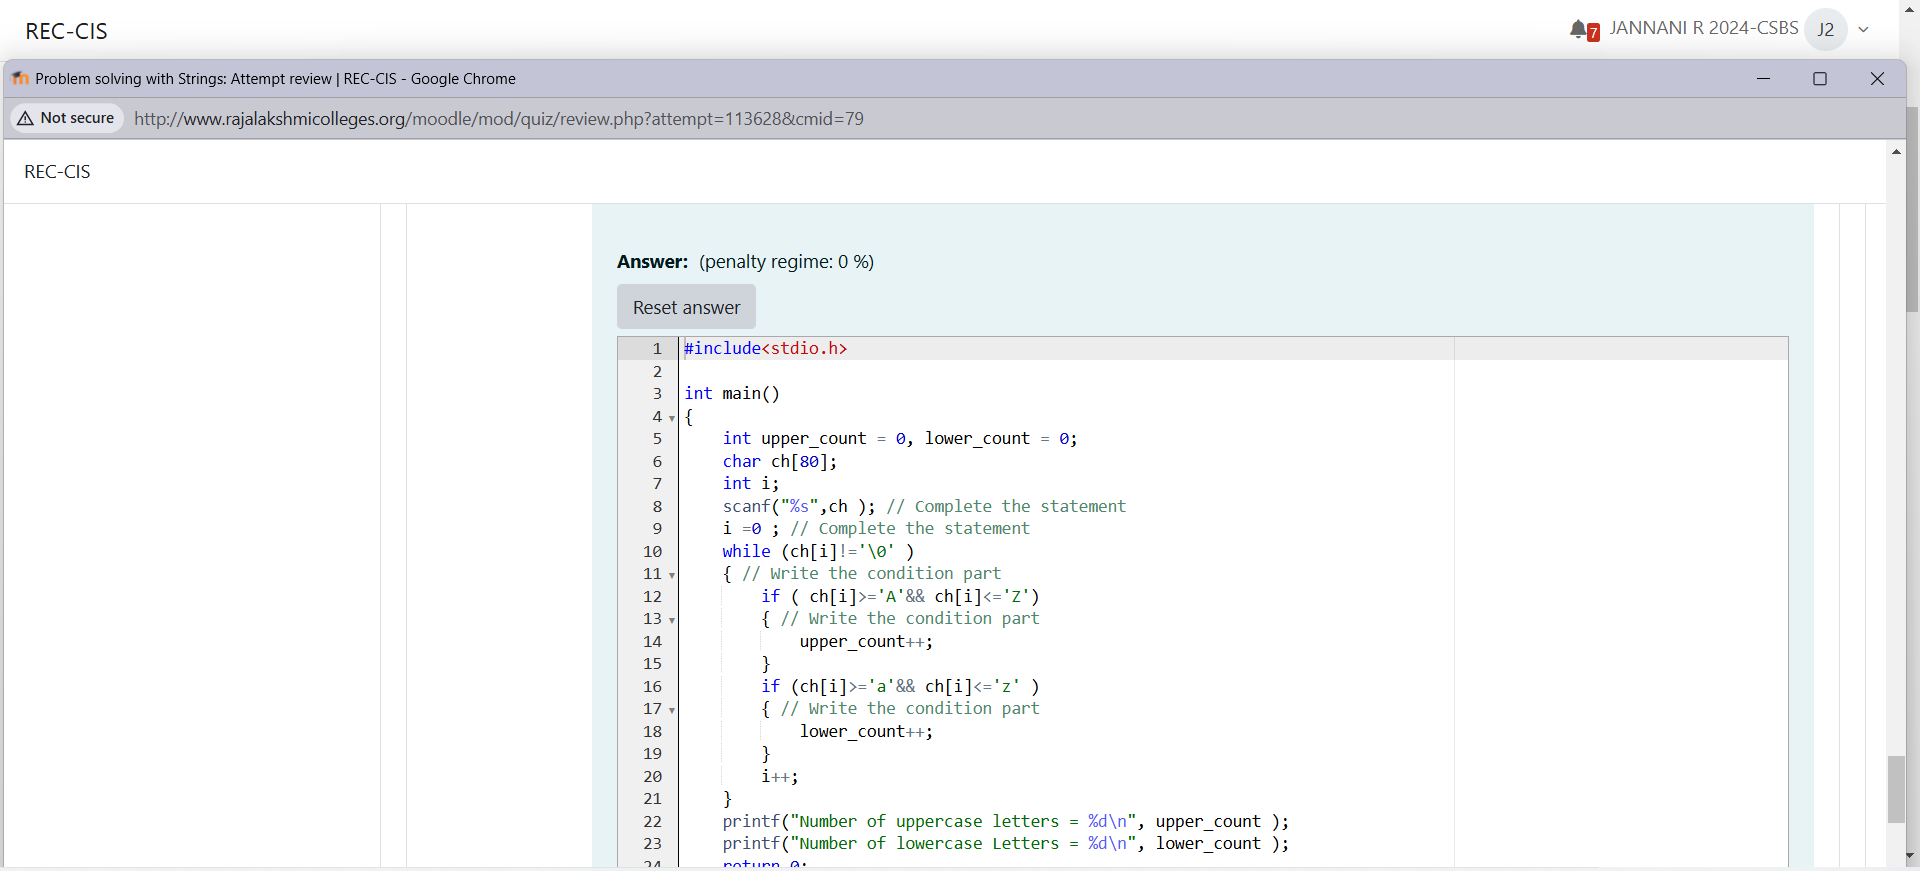 REC-CIS
7 JANNANI R 2024-CSBS J2
Problem solving with Strings: Attempt review | REC-CIS - Google Chrome
Not secure http://www.rajalakshmicolleges.org/moodle/mod/quiz/review.php?attempt=113628&cmid=79
REC-CIS
Answer: (penalty regime: 0 %)
Reset answer
1 #include<stdio.h>
2
3 int main()
4 {
5 int upper_count = 0, lower_count = 0;
6 char ch[80];
7 int i;
8 scanf("%s",ch ); // Complete the statement
9 i =0 ; // Complete the statement
10 while (ch[i]!='\0' )
11 { // Write the condition part
12 if ( ch[i]>='A'&& ch[i]<='Z')
13 { // Write the condition part
14 upper_count++;
15 }
16 if (ch[i]>='a'&& ch[i]<='z' )
17 { // Write the condition part
18 lower_count++;
19 }
20 i++;
21 }
22 printf("Number of uppercase letters = %d\n", upper_count );
23 printf("Number of lowercase Letters = %d\n", lower_count );
24 return 0;